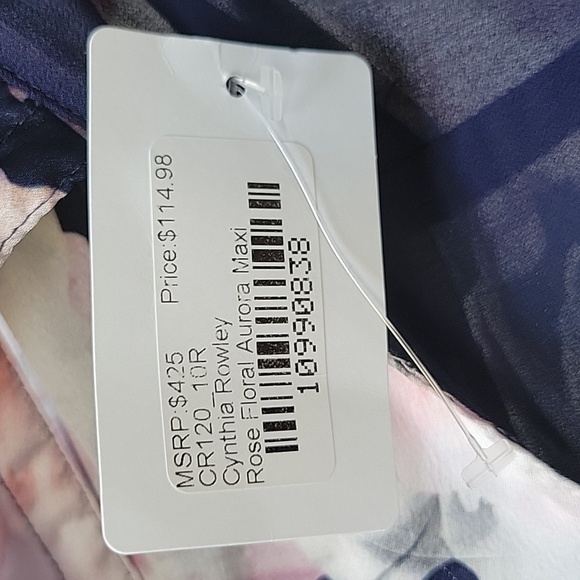 MSRP:$425 Price:$114.98
CR120_10R
Cynthia Rowley
Rose Floral Aurora Maxi
10990838